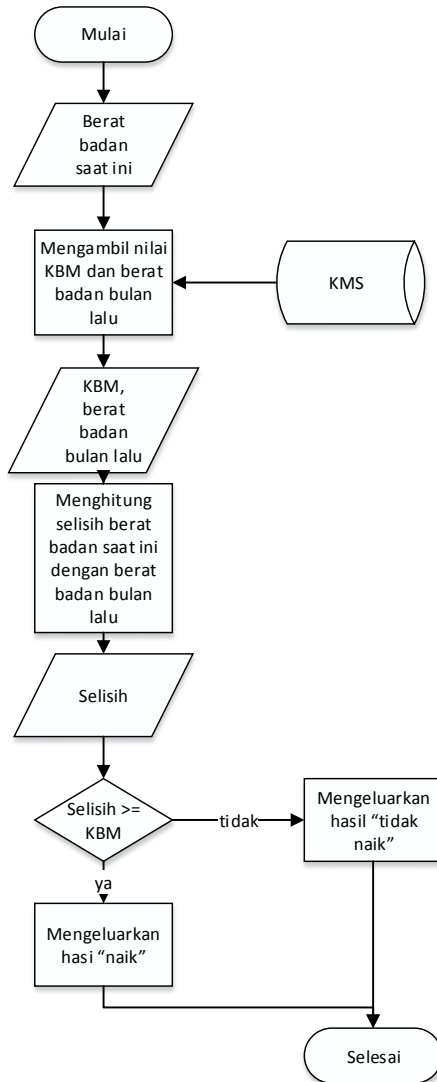 Mulai
Berat
badan
saat ini
Mengambil nilai
KBM dan berat
badan bulan
lalu
KMS
KBM,
berat
badan
bulan lalu
Menghitung
selisih berat
badan saat ini
dengan berat
badan bulan
lalu
Selisih
Selisih >=
KBM
tidak
Mengeluarkan
hasil “tidak
naik”
ya
Mengeluarkan
hasi “naik”
Selesai